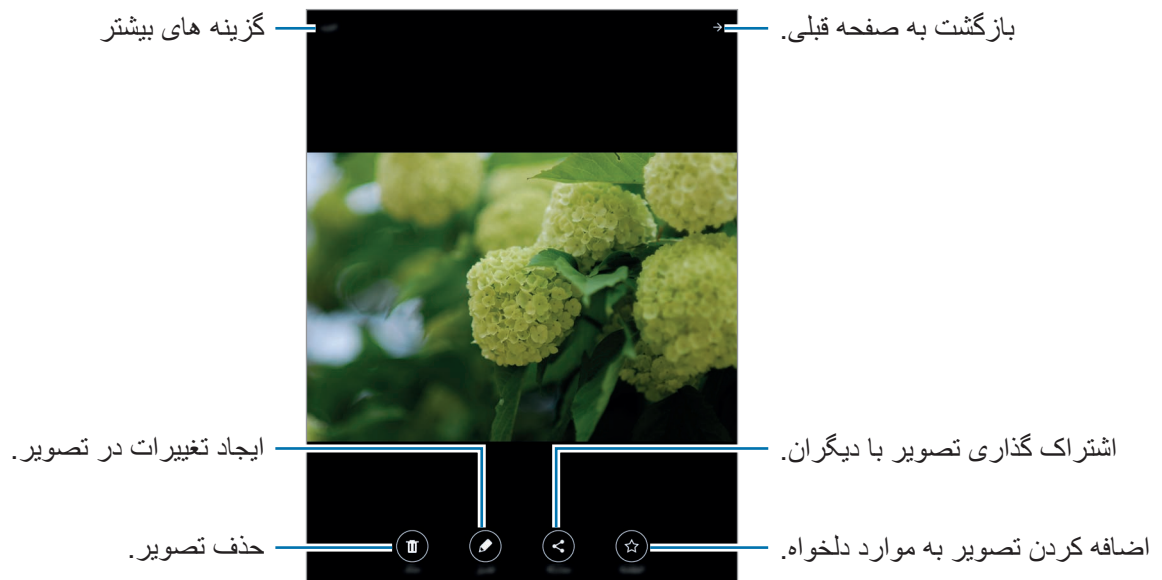 بازگشت به صفحه قبلی.
گزینه های بیشتر
اشتراک گذاری تصویر با دیگران.
ایجاد تغییرات در تصویر.
اضافه کردن تصویر به موارد دلخواه.
حذف تصویر.